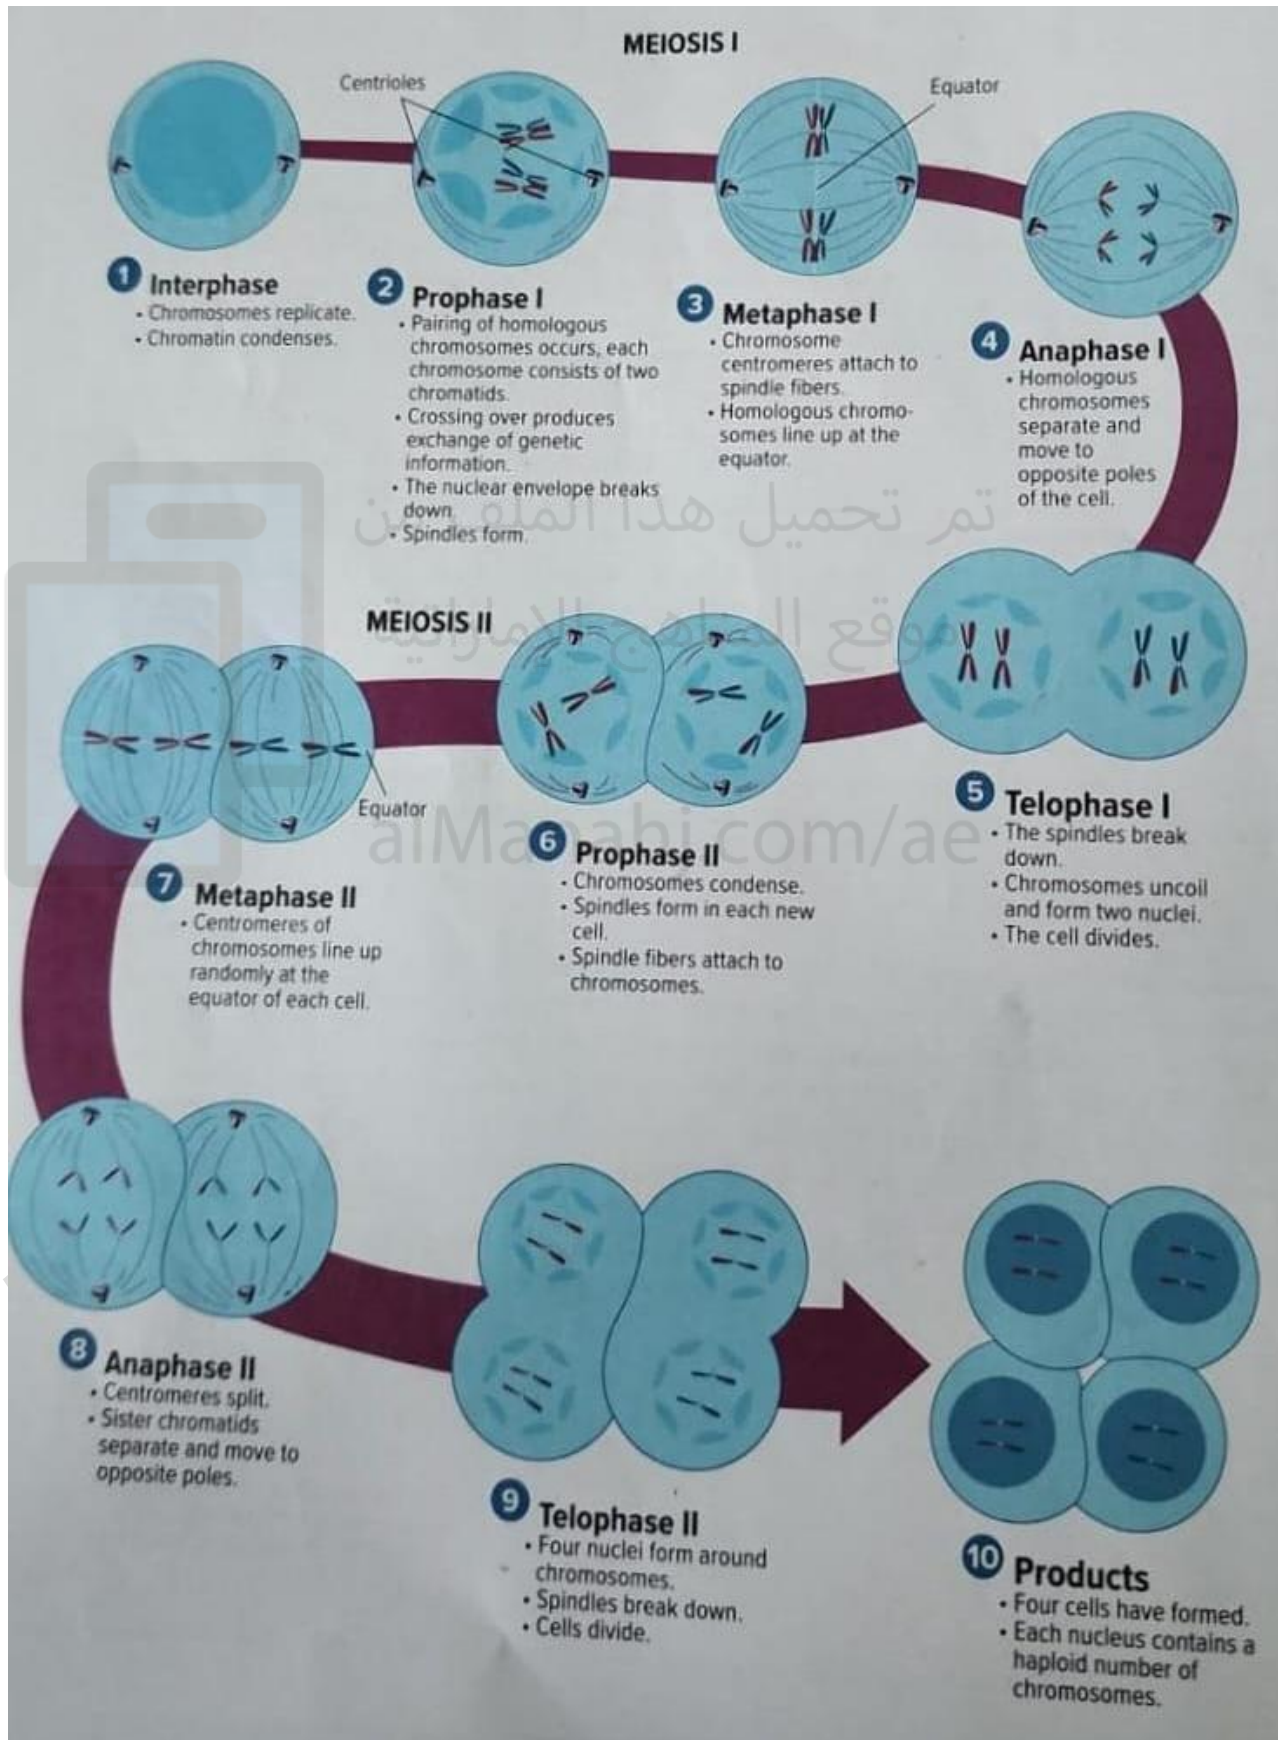 MEIOSIS I
Centrioles
Equator
1 Interphase
• Chromosomes replicate.
• Chromatin condenses.
2 Prophase I
• Pairing of homologous
chromosomes occurs, each
chromosome consists of two
chromatids.
• Crossing over produces
exchange of genetic
information.
• The nuclear envelope breaks
down.
• Spindles form.
3 Metaphase I
• Chromosome
centromeres attach to
spindle fibers.
• Homologous chromo-
somes line up at the
equator.
4 Anaphase I
• Homologous
chromosomes
separate and
move to
opposite poles
of the cell.
تم تحميل هذا الملف من
موقع المناهج الإماراتية
alManahj.com/ae
5 Telophase I
• The spindles break
down.
• Chromosomes uncoil
and form two nuclei.
• The cell divides.
MEIOSIS II
6 Prophase II
• Chromosomes condense.
• Spindles form in each new
cell.
• Spindle fibers attach to
chromosomes.
Equator
7 Metaphase II
• Centromeres of
chromosomes line up
randomly at the
equator of each cell.
8 Anaphase II
• Centromeres split.
• Sister chromatids
separate and move to
opposite poles.
9 Telophase II
• Four nuclei form around
chromosomes.
• Spindles break down.
• Cells divide.
10 Products
• Four cells have formed.
• Each nucleus contains a
haploid number of
chromosomes.